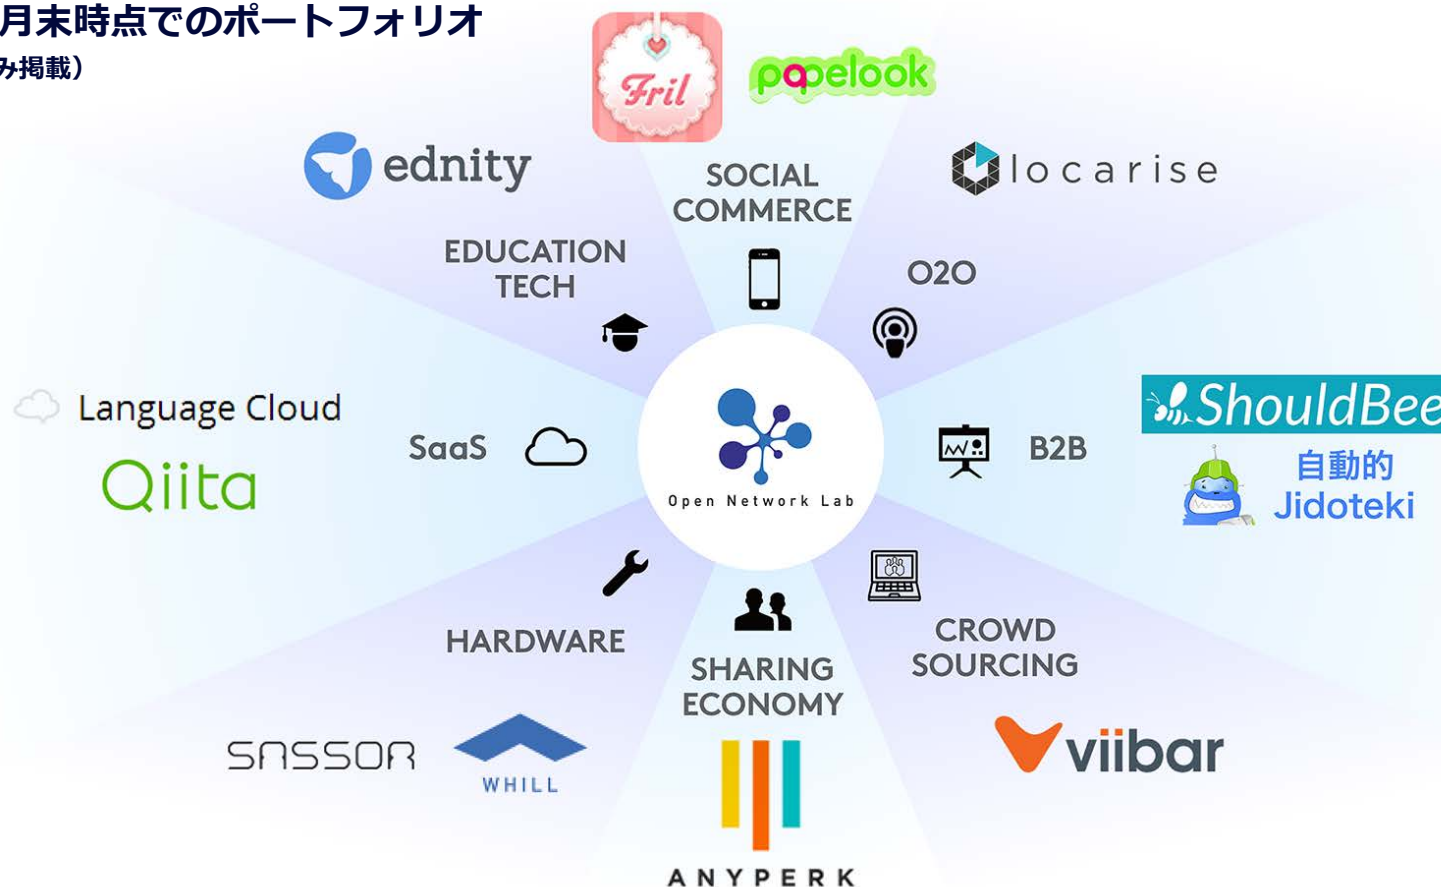 月末時点でのポートフォリオ
み掲載）
Fril
papelook
ednity
SOCIAL
COMMERCE
locarise
EDUCATION
TECH
O2O
Language Cloud
Qiita
SaaS
Open Network Lab
B2B
ShouldBee
自動的
Jidoteki
HARDWARE
SHARING
ECONOMY
CROWD
SOURCING
SASSOR
WHILL
viibar
ANYPERK